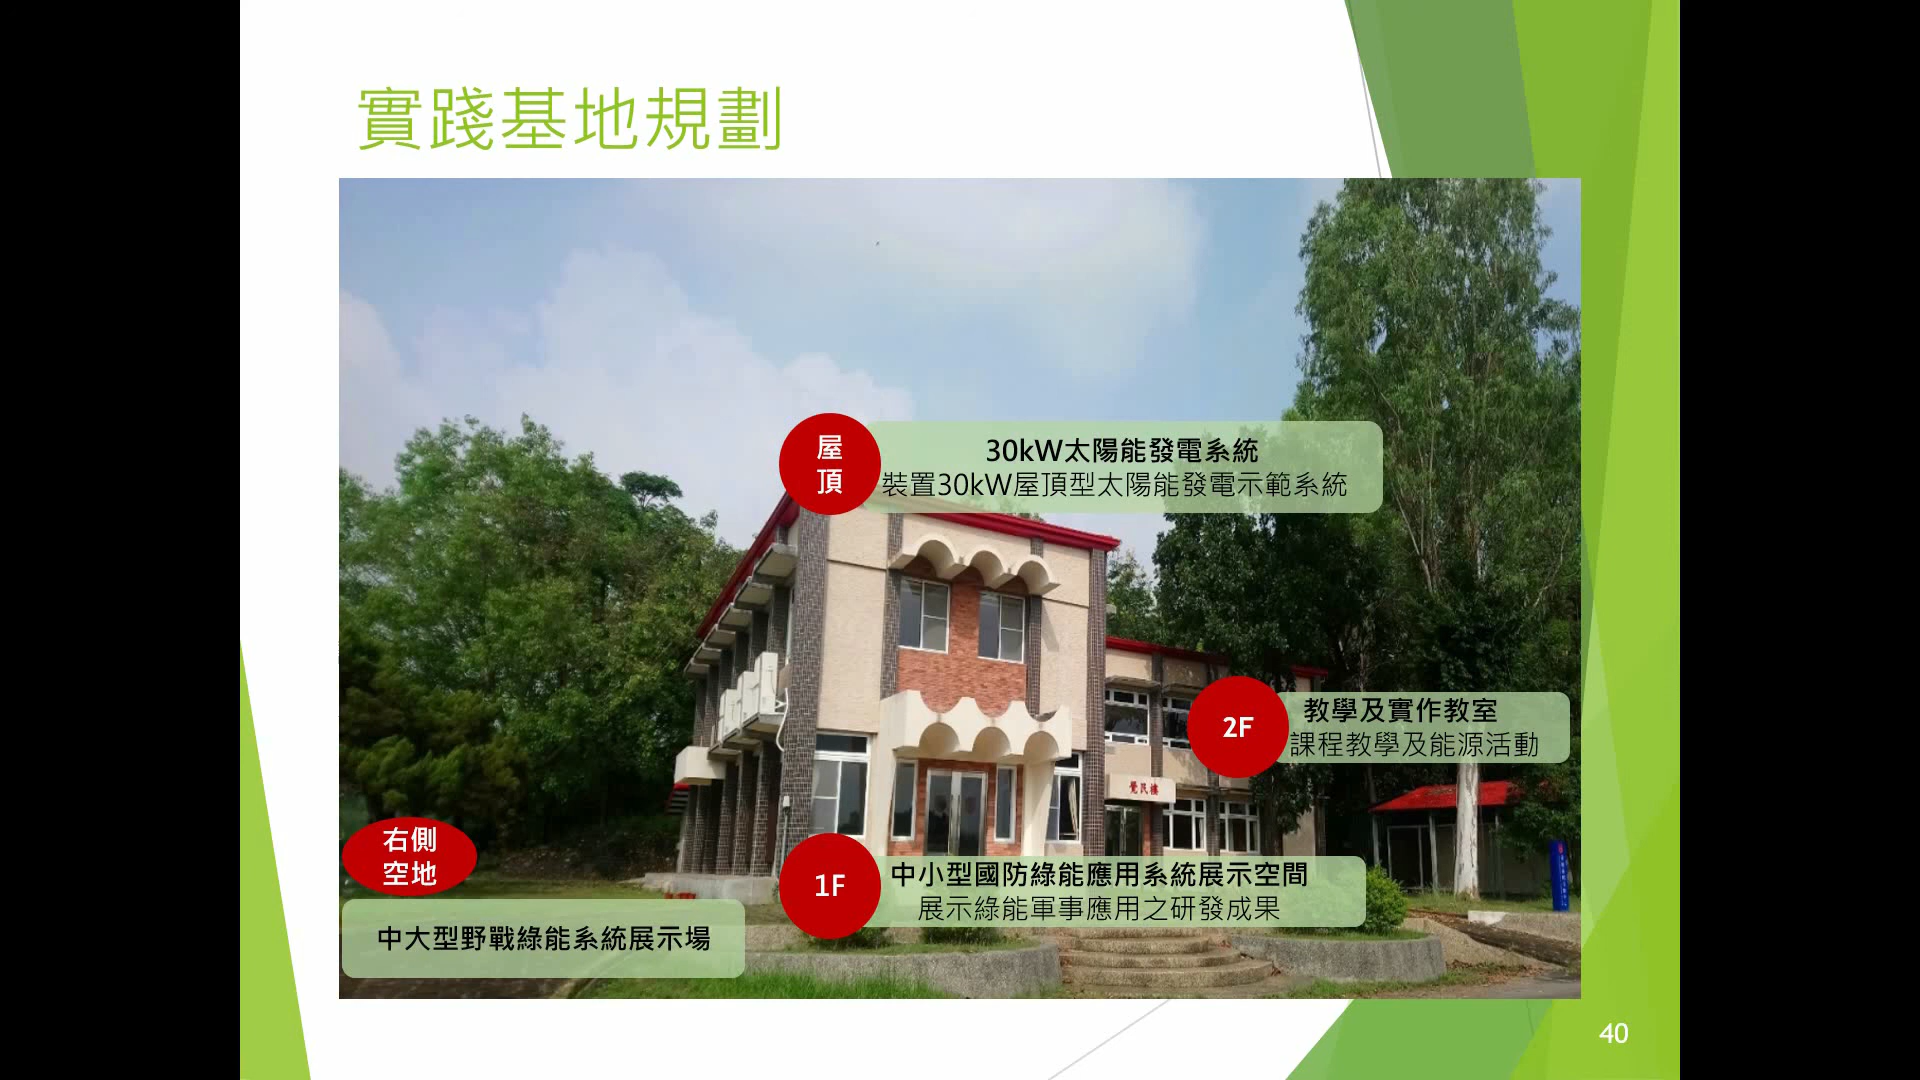 實踐基地規劃
屋
頂
30kW太陽能發電系統
裝置30kW屋頂型太陽能發電示範系統
2F
教學及實作教室
課程教學及能源活動
覺民樓
右側
空地
中大型野戰綠能系統展示場
1F
中小型國防綠能應用系統展示空間
展示綠能軍事應用之研發成果
40